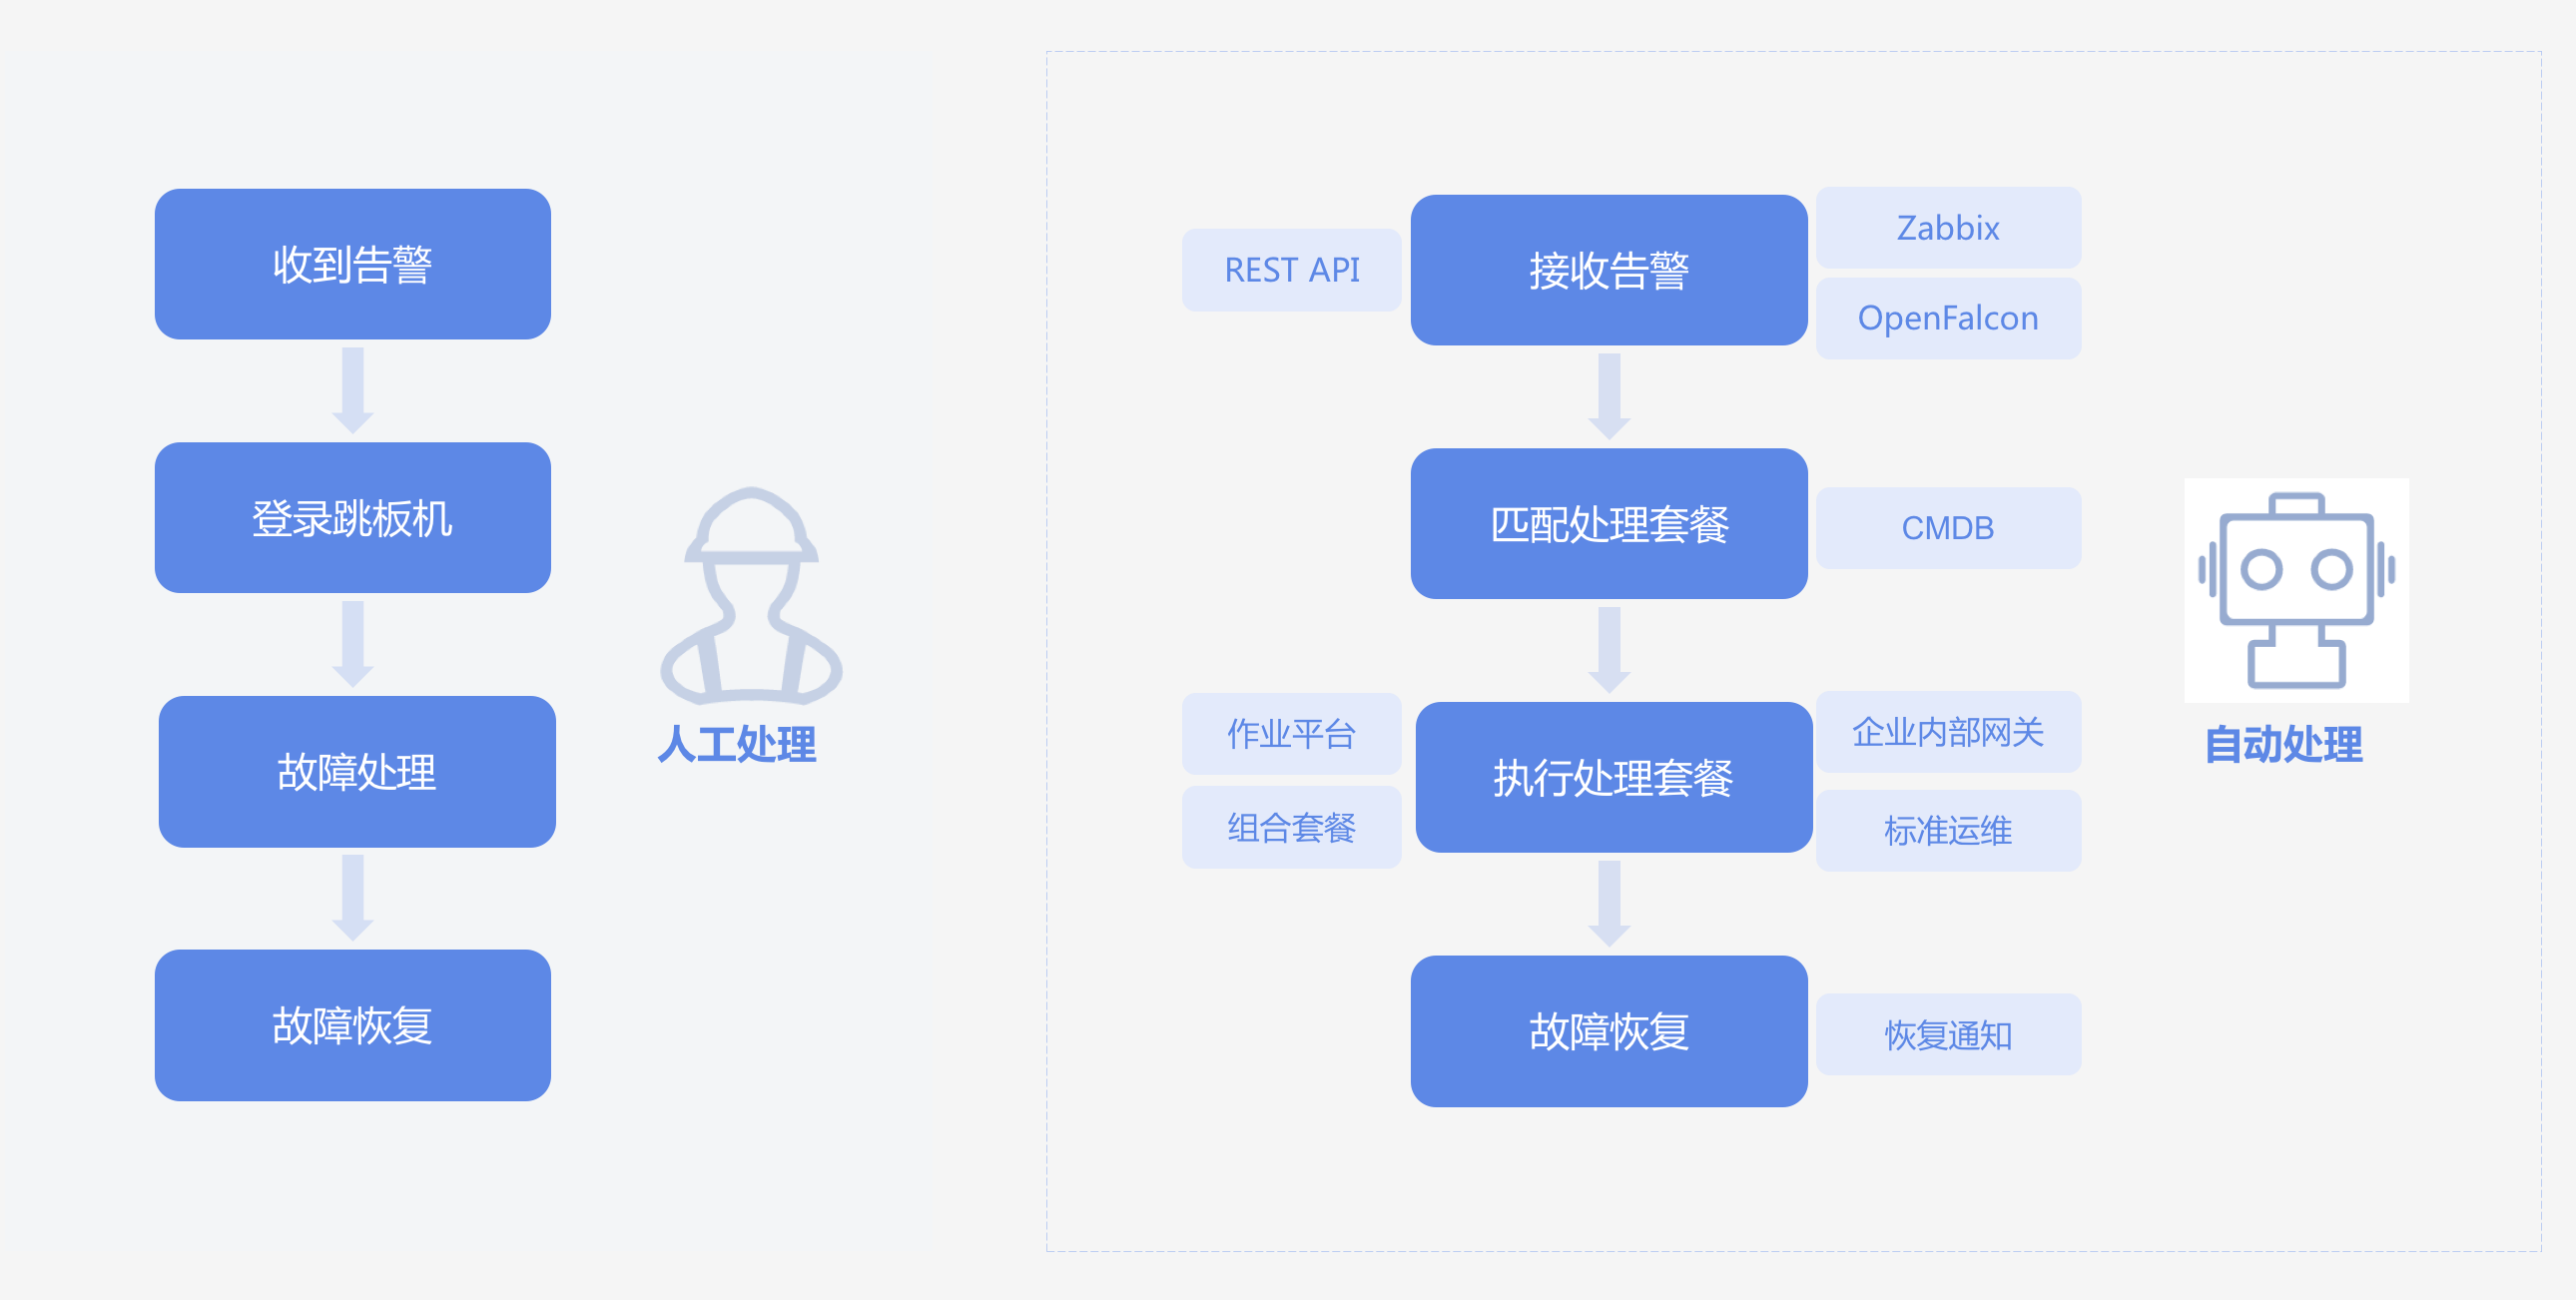 收到告警
登录跳板机
故障处理
故障恢复
人工处理
REST API
接收告警
Zabbix
OpenFalcon
匹配处理套餐
CMDB
作业平台
组合套餐
执行处理套餐
企业内部网关
标准运维
故障恢复
恢复通知
自动处理